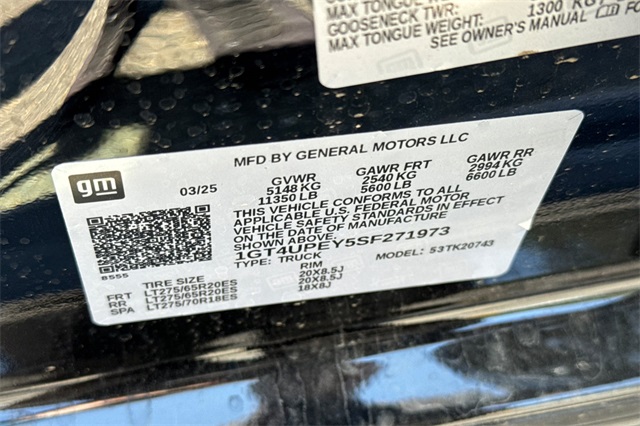 MAX TONGUE
GOOSENECK TWR:
MAX TONGUE WEIGHT: 1300 KG
SEE OWNER'S MANUAL
MFD BY GENERAL MOTORS LLC
gm 03/25 GVWR GAWR FRT GAWR RR
5148 KG 2540 KG 2994 KG
11350 LB 5600 LB 6600 LB
THIS VEHICLE CONFORMS TO ALL
APPLICABLE U.S. FEDERAL MOTOR
VEHICLE SAFETY STANDARDS IN EFFECT
ON THE DATE OF MANUFACTURE
SHOWN ABOVE.
1GT4UPEY5SF271973
8555 TYPE: TRUCK MODEL: 53TK20743
TIRE SIZE RIM
FRT LT275/65R20ES 20X8.5J
RR LT275/65R20ES 20X8.5J
SPA LT275/70R18ES 18X8J